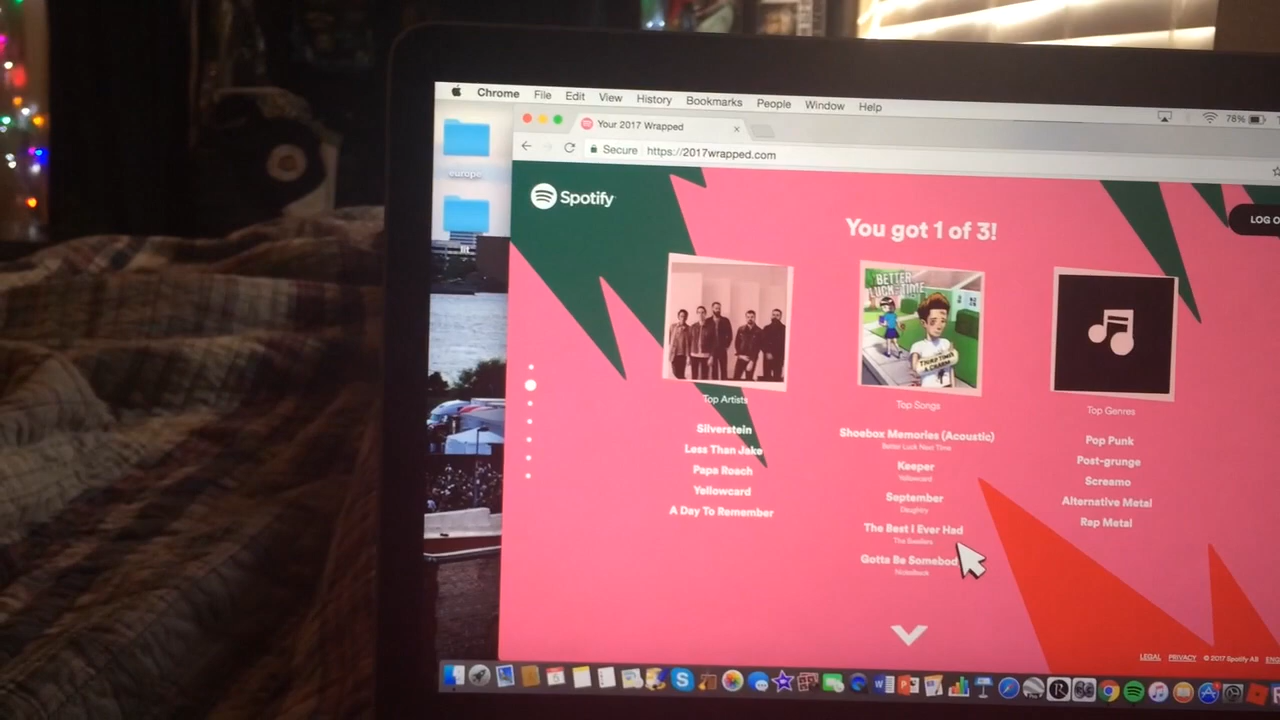 Chrome File Edit View History Bookmarks People Window Help
78%
Your 2017 Wrapped
Secure https://2017wrapped.com
europe
Spotify
LOG O
You got 1 of 3!
BETTER LUCK NEXT TIME
THIRD TIME'S A CHARM
Top Artists
Silverstein
Less Than Jake
Papa Roach
Yellowcard
A Day To Remember
Top Songs
Shoebox Memories (Acoustic)
Better Luck Next Time
Keeper
Yellowcard
September
Daughtry
The Best I Ever Had
Gotta Be Somebod
Nickelback
Top Genres
Pop Punk
Post-grunge
Screamo
Alternative Metal
Rap Metal
LEGAL PRIVACY © 2017 Spotify AB ENG